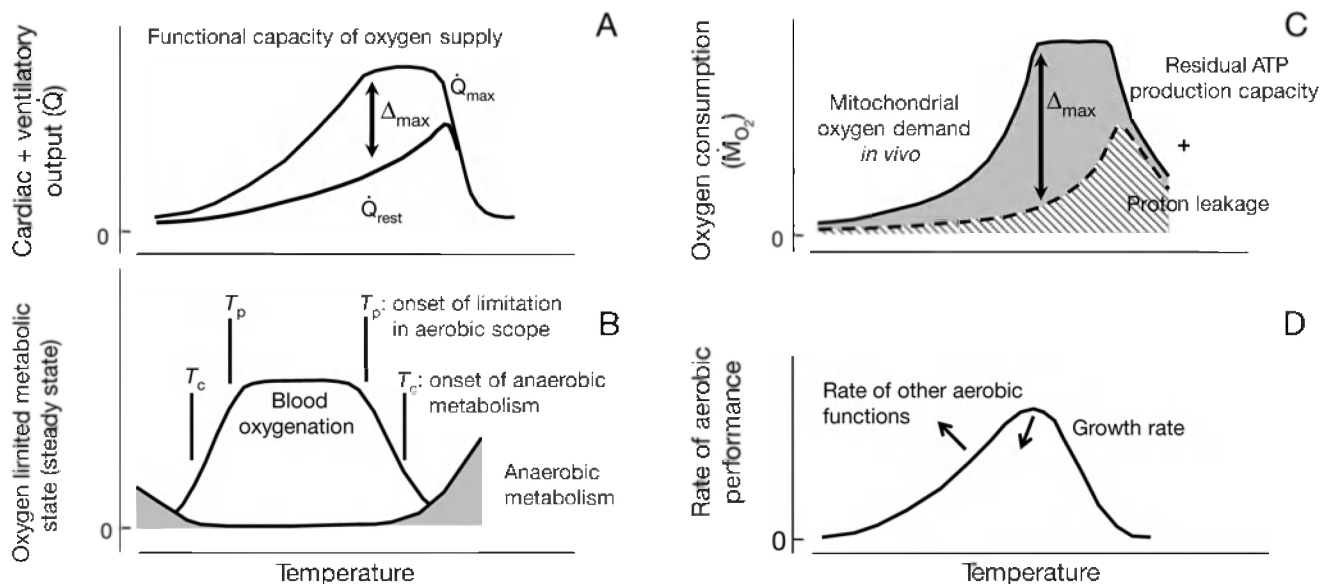 A
Functional capacity of oxygen supply
Cardiac + ventilatory
output (Q̇)
Q̇max
Δmax
Q̇rest
0
B
Oxygen limited metabolic
state (steady state)
Tp
Tp: onset of limitation
in aerobic scope
Tc
Tc: onset of anaerobic
metabolism
Blood
oxygenation
Anaerobic
metabolism
0
Temperature
C
Oxygen consumption
(ṀO2)
Mitochondrial
oxygen demand
in vivo
Δmax
Residual ATP
production capacity
+
Proton leakage
0
D
Rate of aerobic
performance
Rate of other aerobic
functions
Growth rate
0
Temperature